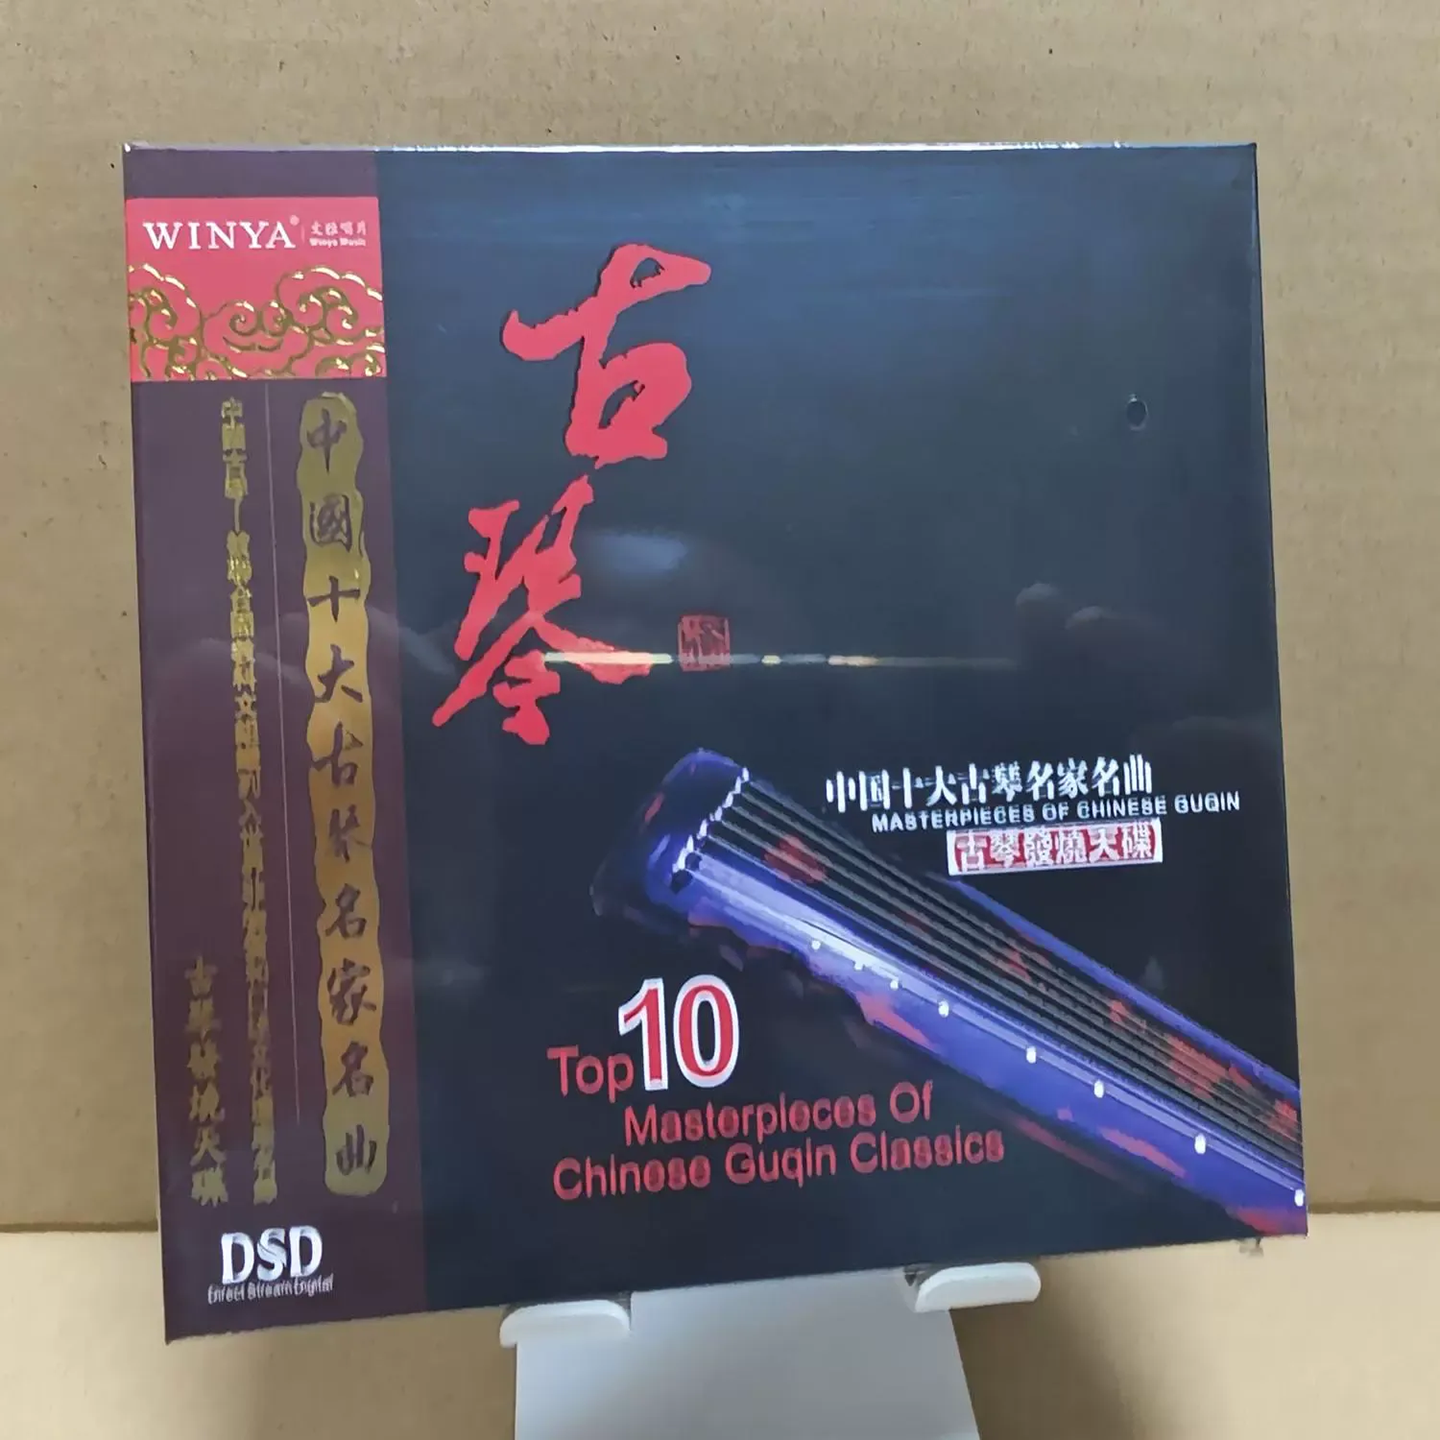 WINYA® 文雅唱片
Winya Music
中國十大古琴名家名曲
古琴發燒天碟
DSD
Direct Stream Digital
古琴
中国十大古琴名家名曲
MASTERPIECES OF CHINESE GUQIN
古琴發燒天碟
Top 10
Masterpieces Of
Chinese Guqin Classics